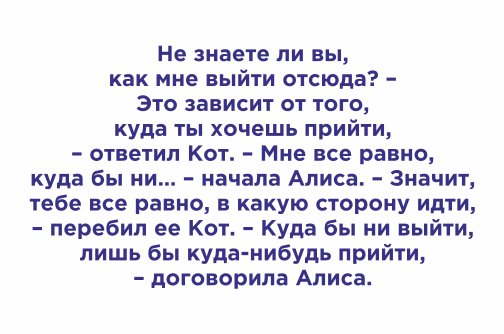 Не знаете ли вы,
как мне выйти отсюда? –
Это зависит от того,
куда ты хочешь прийти,
– ответил Кот. – Мне все равно,
куда бы ни... – начала Алиса. – Значит,
тебе все равно, в какую сторону идти,
– перебил ее Кот. – Куда бы ни выйти,
лишь бы куда-нибудь прийти,
– договорила Алиса.